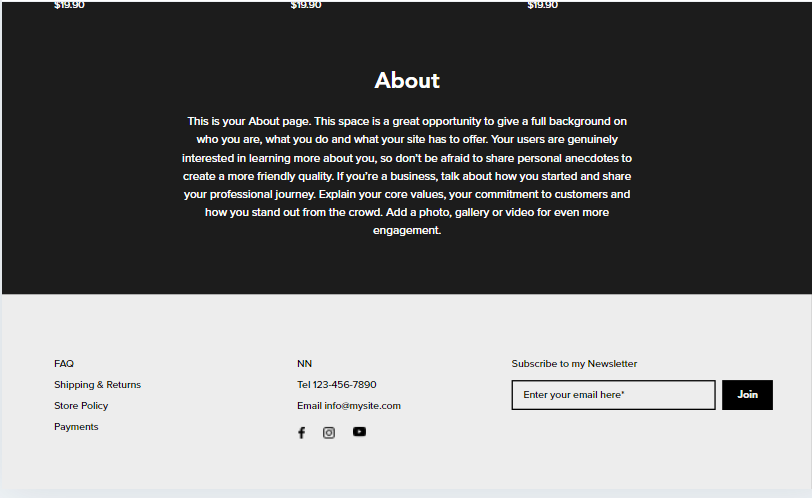 $19.90 $19.90 $19.90
About
This is your About page. This space is a great opportunity to give a full background on
who you are, what you do and what your site has to offer. Your users are genuinely
interested in learning more about you, so don't be afraid to share personal anecdotes to
create a more friendly quality. If you're a business, talk about how you started and share
your professional journey. Explain your core values, your commitment to customers and
how you stand out from the crowd. Add a photo, gallery or video for even more
engagement.
FAQ
Shipping & Returns
Store Policy
Payments
NN
Tel 123-456-7890
Email info@mysite.com
Subscribe to my Newsletter
Enter your email here*
Join